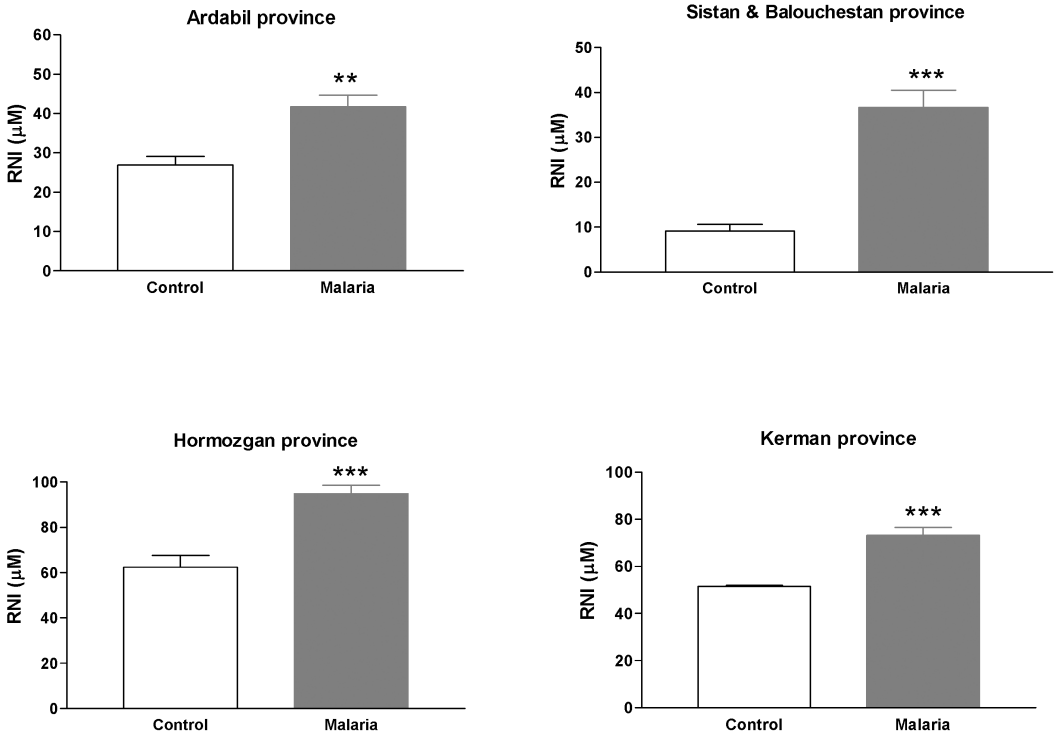 Ardabil province
60
50
40
30
20
10
0
RNI (µM)
**
Control Malaria
Sistan & Balouchestan province
50
40
30
20
10
0
RNI (µM)
***
Control Malaria
Hormozgan province
100
80
60
40
20
0
RNI (µM)
***
Control Malaria
Kerman province
100
80
60
40
20
0
RNI (µM)
***
Control Malaria